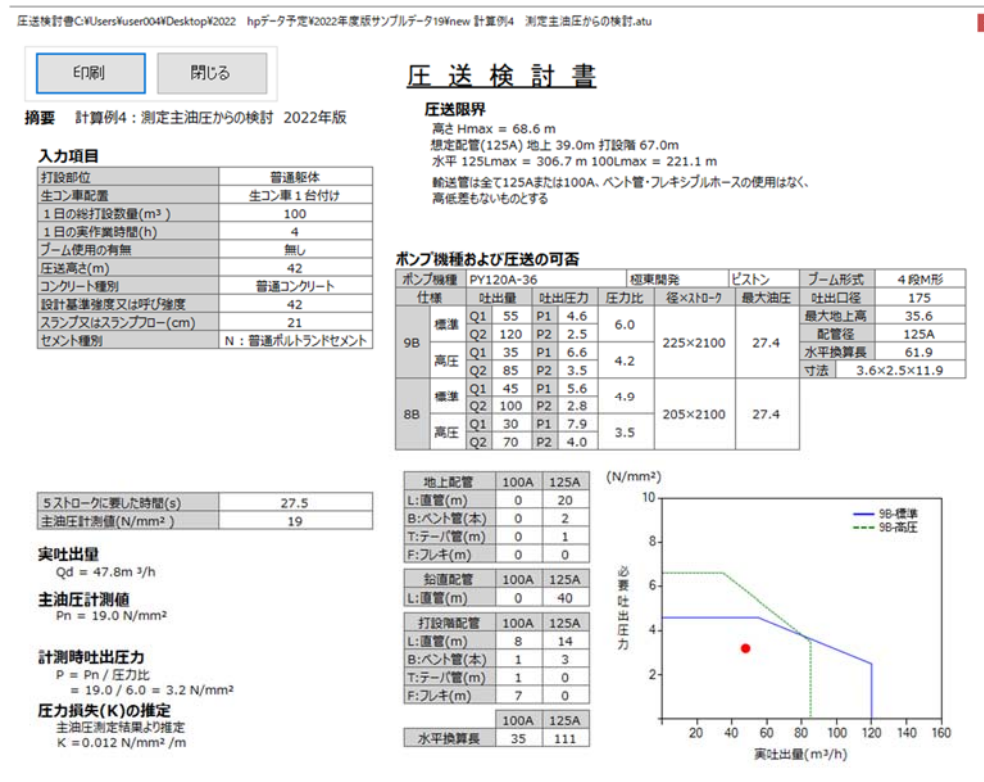 圧送検討書C:¥Users¥user004¥Desktop¥2022　hpデータ予定¥2022年度版サンプルデータ19¥new 計算例4　測定主油圧からの検討.atu
印刷 閉じる
圧 送 検 討 書
摘要 計算例4：測定主油圧からの検討 2022年版
圧送限界
高さ Hmax = 68.6 m
想定配管(125A) 地上 39.0m 打設階 67.0m
水平 125Lmax = 306.7 m 100Lmax = 221.1 m
輸送管は全て125Aまたは100A、ベント管・フレキシブルホースの使用はなく、
高低差もないものとする
入力項目
打設部位 普通躯体
生コン車配置 生コン車１台付け
１日の総打設数量(m³ ) 100
１日の実作業時間(h) 4
ブーム使用の有無 無し
圧送高さ(m) 42
コンクリート種別 普通コンクリート
設計基準強度又は呼び強度 42
スランプ又はスランプフロー(cm) 21
セメント種別 N：普通ポルトランドセメント
ポンプ機種および圧送の可否
ポンプ機種 PY120A-36 極東開発 ピストン ブーム形式 ４段M形
仕様 吐出量 吐出圧力 圧力比 径×ストローク 最大油圧 吐出口径 175
9B 標準 Q1 55 P1 4.6 6.0 225×2100 27.4 最大地上高 35.6
Q2 120 P2 2.5 配管径 125A
高圧 Q1 35 P1 6.6 4.2 水平換算長 61.9
Q2 85 P2 3.5 寸法 3.6×2.5×11.9
8B 標準 Q1 45 P1 5.6 4.9 205×2100 27.4
Q2 100 P2 2.8
高圧 Q1 30 P1 7.9 3.5
Q2 70 P2 4.0
５ストロークに要した時間(s) 27.5
主油圧計測値(N/mm² ) 19
実吐出量
Qd = 47.8m ³/h
主油圧計測値
Pn = 19.0 N/mm²
計測時吐出圧力
P = Pn / 圧力比
= 19.0 / 6.0 = 3.2 N/mm²
圧力損失(K)の推定
主油圧測定結果より推定
K =0.012 N/mm² /m
地上配管 100A 125A
L:直管(m) 0 20
B:ベント管(本) 0 2
T:テーパ管(m) 0 1
F:フレキ(m) 0 0
鉛直配管 100A 125A
L:直管(m) 0 40
打設階配管 100A 125A
L:直管(m) 8 14
B:ベント管(本) 1 3
T:テーパ管(m) 1 0
F:フレキ(m) 7 0
100A 125A
水平換算長 35 111
(N/mm²)
10
8
6
4
2
必要吐出圧力
9B-標準
9B-高圧
20 40 60 80 100 120 140 160
実吐出量(m³/h)